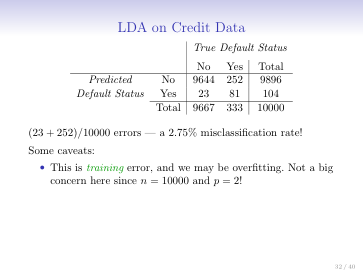 LDA on Credit Data
True Default Status
No Yes Total
Predicted No 9644 252 9896
Default Status Yes 23 81 104
Total 9667 333 10000
(23 + 252)/10000 errors — a 2.75% misclassification rate!
Some caveats:
• This is training error, and we may be overfitting. Not a big
concern here since n = 10000 and p = 2!
32 / 40